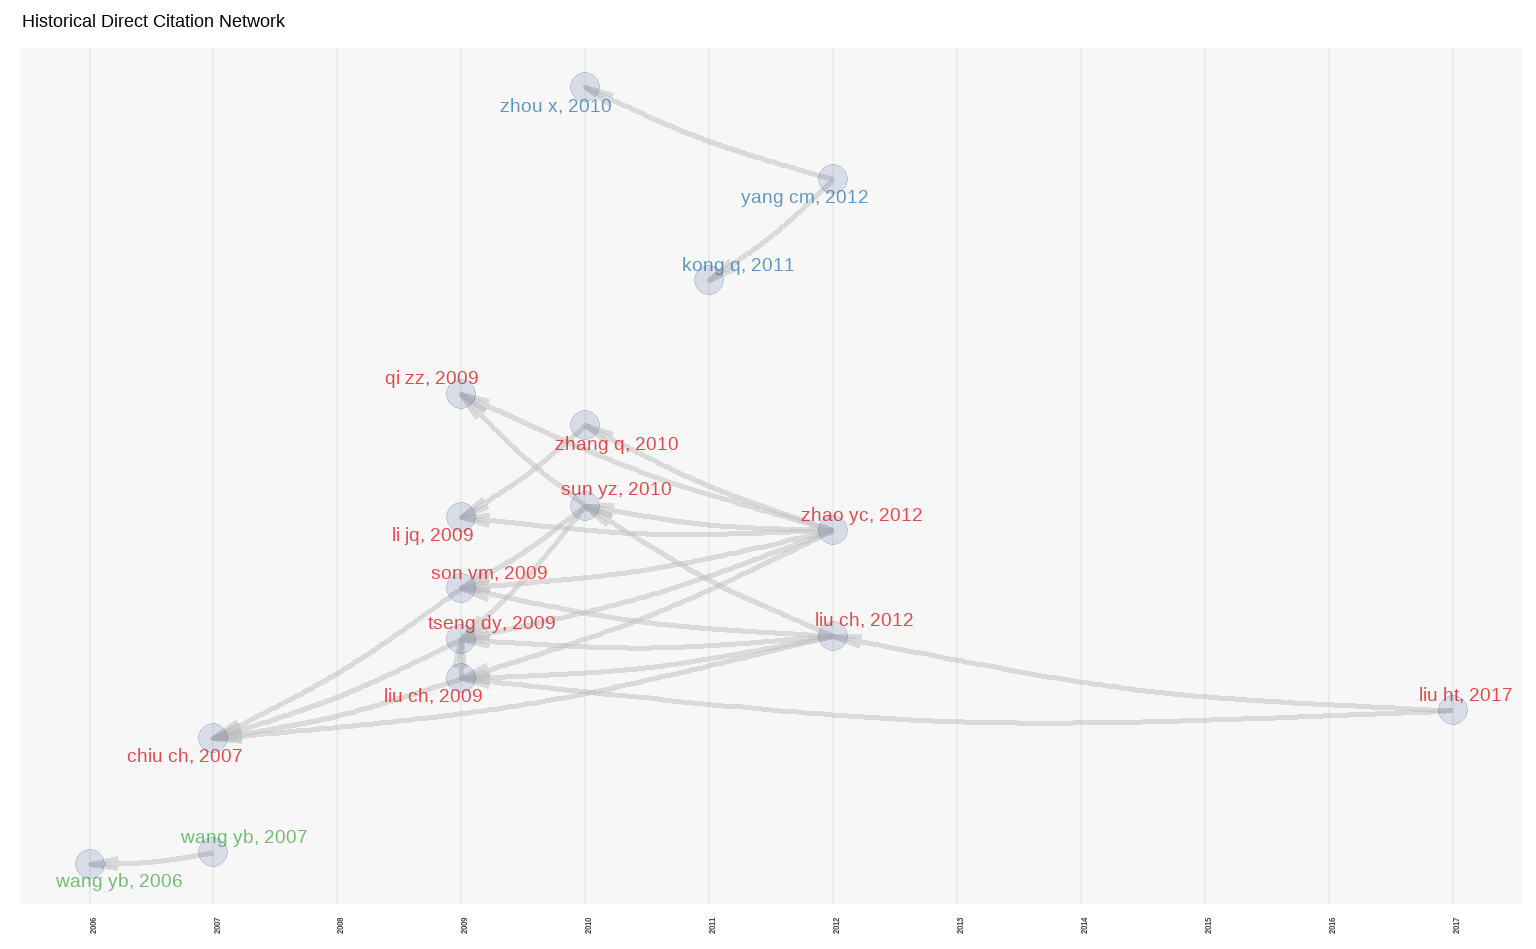 Historical Direct Citation Network
zhou x, 2010
yang cm, 2012
kong q, 2011
qi zz, 2009
zhang q, 2010
sun yz, 2010
zhao yc, 2012
li jq, 2009
son vm, 2009
liu ch, 2012
tseng dy, 2009
liu ch, 2009
liu ht, 2017
chiu ch, 2007
wang yb, 2007
wang yb, 2006
2006
2007
2008
2009
2010
2011
2012
2013
2014
2015
2016
2017